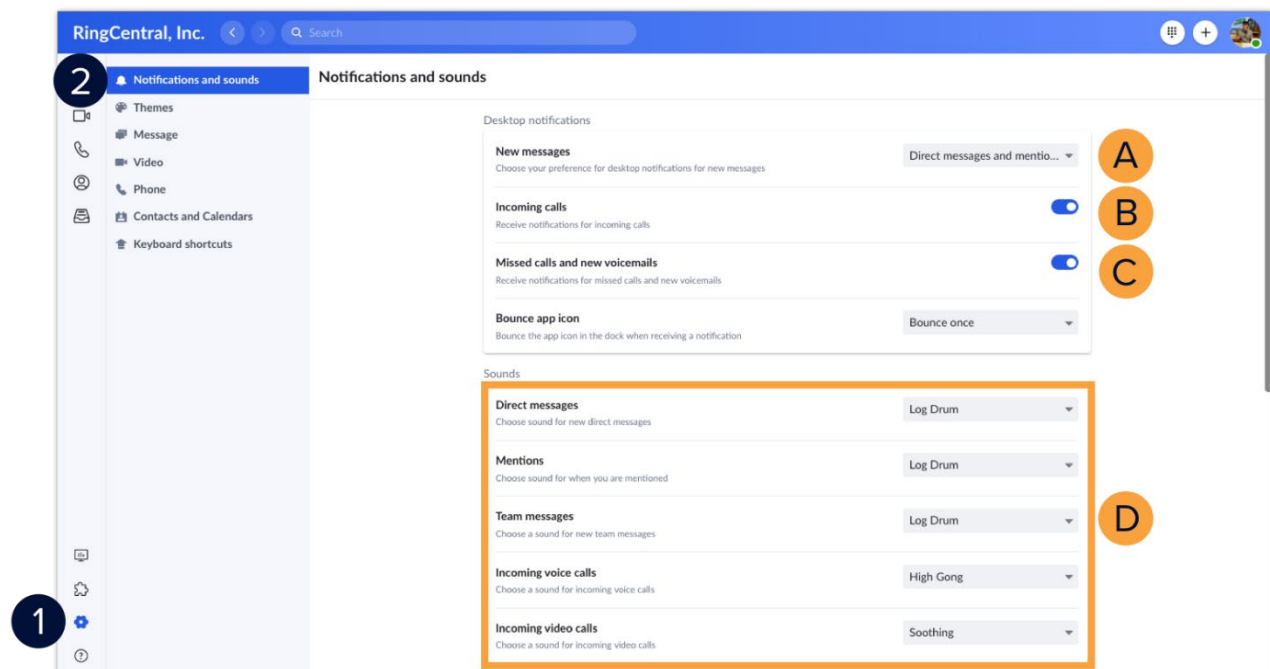 RingCentral, Inc.
Search
2
Notifications and sounds
Themes
Message
Video
Phone
Contacts and Calendars
Keyboard shortcuts
1
Notifications and sounds
Desktop notifications
New messages
Choose your preference for desktop notifications for new messages
Direct messages and mentio...
A
Incoming calls
Receive notifications for incoming calls
B
Missed calls and new voicemails
Receive notifications for missed calls and new voicemails
C
Bounce app icon
Bounce the app icon in the dock when receiving a notification
Bounce once
Sounds
Direct messages
Choose sound for new direct messages
Log Drum
Mentions
Choose sound for when you are mentioned
Log Drum
Team messages
Choose a sound for new team messages
Log Drum
D
Incoming voice calls
Choose a sound for incoming voice calls
High Gong
Incoming video calls
Choose a sound for incoming video calls
Soothing